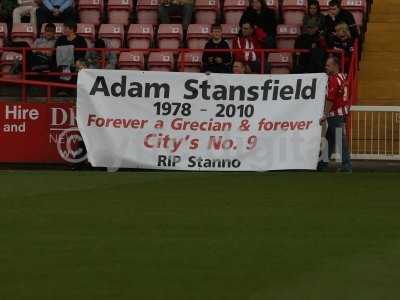 Adam Stansfield
1978 - 2010
Forever a Grecian & forever
City's No. 9
RIP Stanno
Hire
and